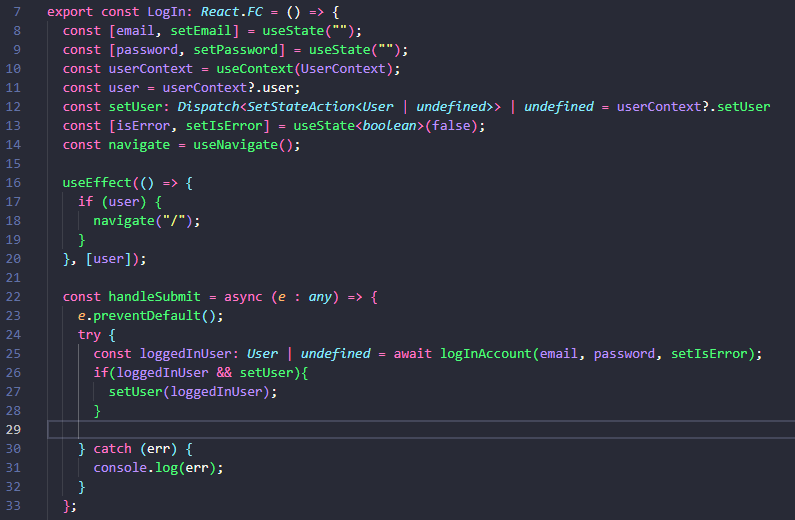 7 export const LogIn: React.FC = () => {
8 const [email, setEmail] = useState("");
9 const [password, setPassword] = useState("");
10 const userContext = useContext(UserContext);
11 const user = userContext?.user;
12 const setUser: Dispatch<SetStateAction<User | undefined>> | undefined = userContext?.setUser
13 const [isError, setIsError] = useState<boolean>(false);
14 const navigate = useNavigate();
15
16 useEffect(() => {
17 if (user) {
18 navigate("/");
19 }
20 }, [user]);
21
22 const handleSubmit = async (e : any) => {
23 e.preventDefault();
24 try {
25 const loggedInUser: User | undefined = await logInAccount(email, password, setIsError);
26 if(loggedInUser && setUser){
27 setUser(loggedInUser);
28 }
29
30 } catch (err) {
31 console.log(err);
32 }
33 };